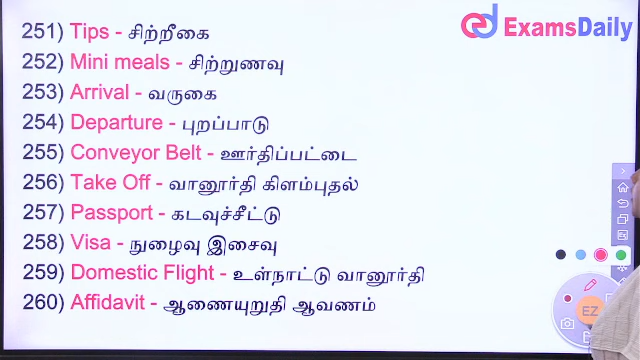 ExamsDaily
251) Tips - சிற்றீகை
252) Mini meals - சிற்றுணவு
253) Arrival - வருகை
254) Departure - புறப்பாடு
255) Conveyor Belt - ஊர்திப்பட்டை
256) Take Off - வானூர்தி கிளம்புதல்
257) Passport - கடவுச்சீட்டு
258) Visa - நுழைவு இசைவு
259) Domestic Flight - உள்நாட்டு வானூர்தி
260) Affidavit - ஆணையுறுதி ஆவணம்
EZ